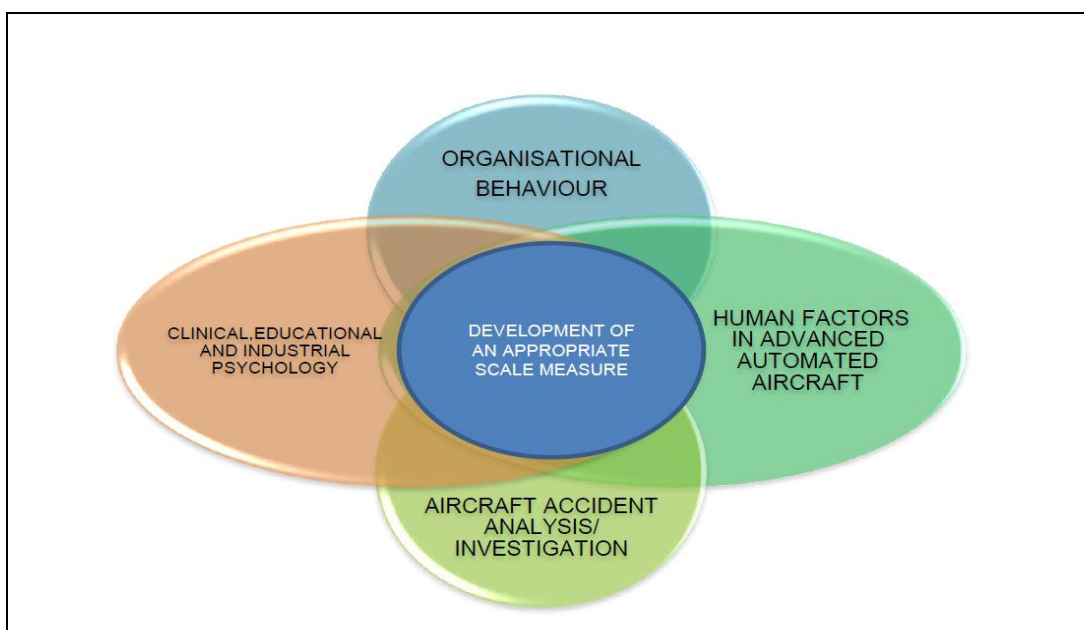 ORGANISATIONAL
BEHAVIOUR
CLINICAL,EDUCATIONAL
AND INDUSTRIAL
PSYCHOLOGY
DEVELOPMENT OF
AN APPROPRIATE
SCALE MEASURE
HUMAN FACTORS
IN ADVANCED
AUTOMATED
AIRCRAFT
AIRCRAFT ACCIDENT
ANALYSIS/
INVESTIGATION